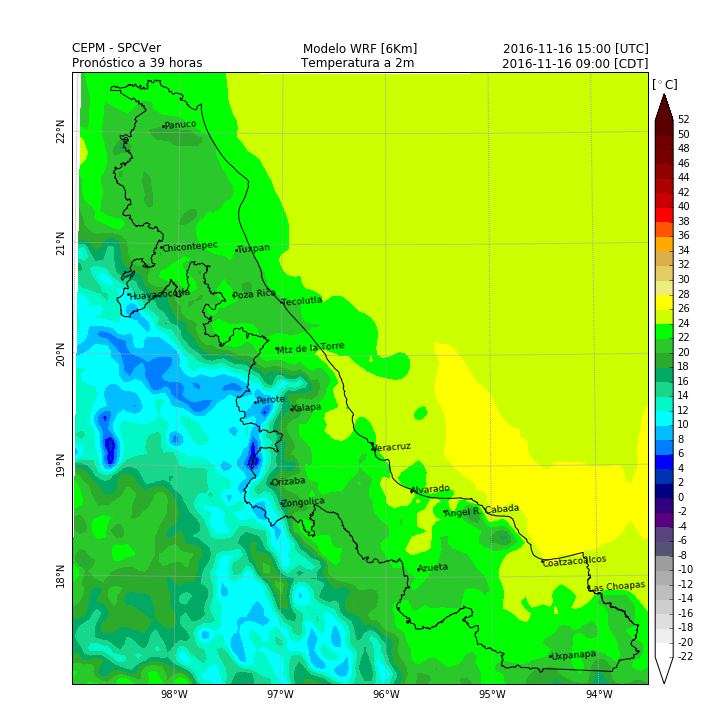 CEPM - SPCVer
Modelo WRF [6Km]
2016-11-16 15:00 [UTC]
Pronóstico a 39 horas
Temperatura a 2m
2016-11-16 09:00 [CDT]
[°C]
52
50
48
46
44
42
40
38
36
34
32
30
28
26
24
22
20
18
16
14
12
10
8
6
4
2
0
-2
-4
-6
-8
-10
-12
-14
-16
-18
-20
-22
22°N
21°N
20°N
19°N
18°N
Panuco
Chicontepec
Tuxpan
Huayacocotla
Poza Rica
Tecolutla
Mtz de la Torre
Perote
Xalapa
Veracruz
Orizaba
Alvarado
Zongolica
Angel R. Cabada
Azueta
Coatzacoalcos
Las Choapas
Uxpanapa
98°W
97°W
96°W
95°W
94°W